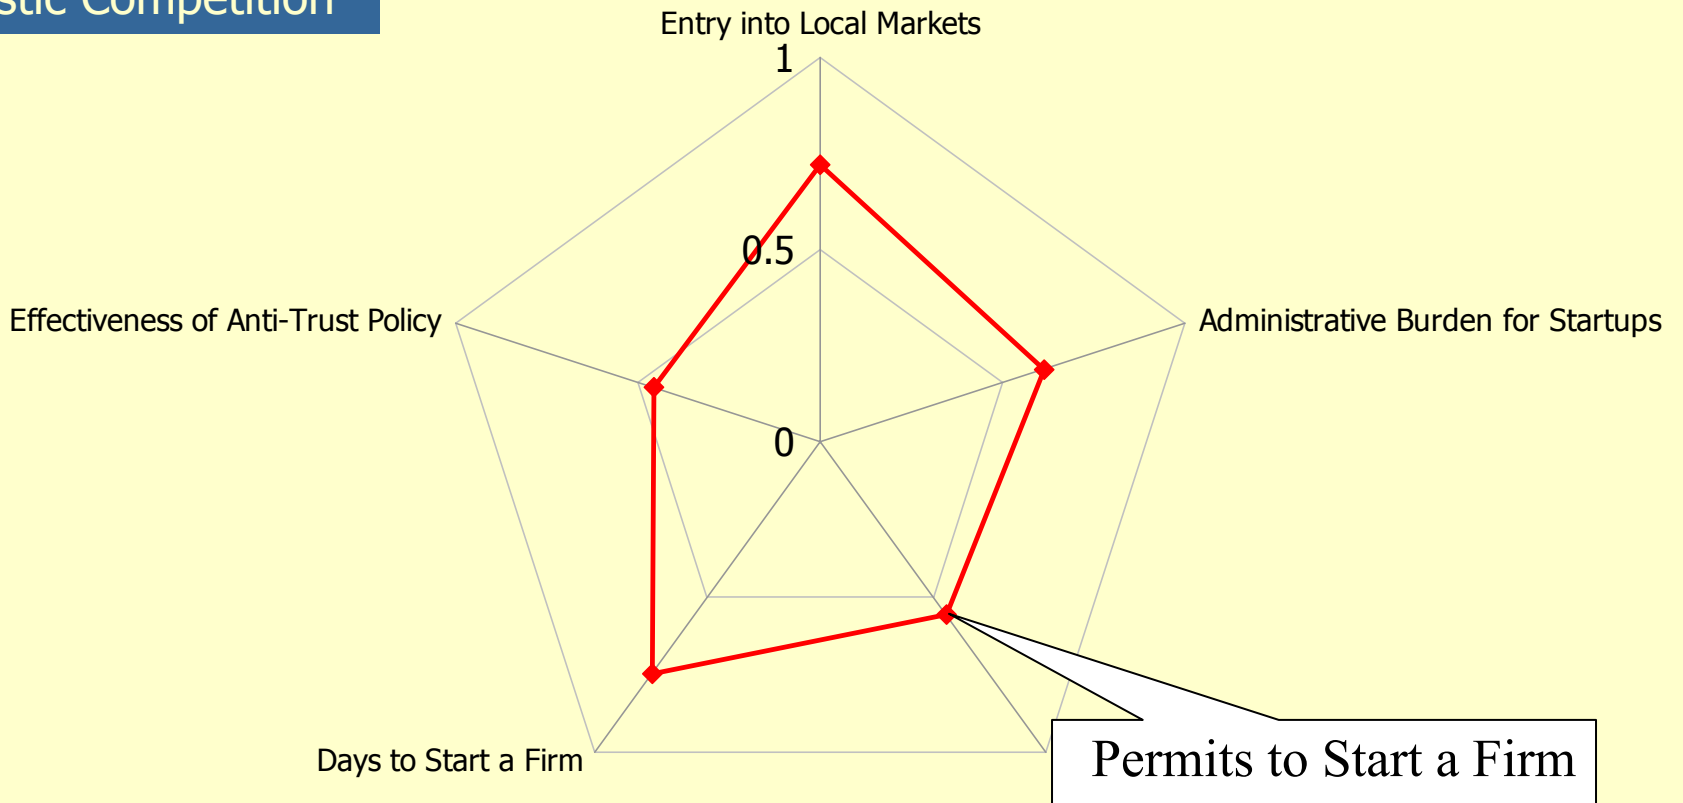 Competition
Entry into Local Markets
1
0.5
Effectiveness of Anti-Trust Policy
Administrative Burden for Startups
0
Days to Start a Firm
Permits to Start a Firm